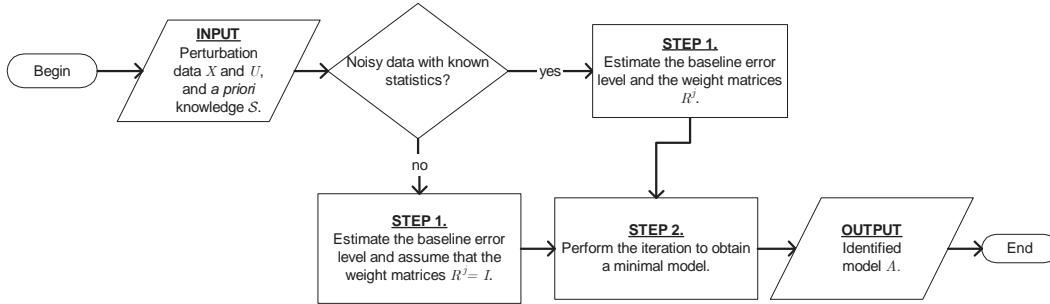 Begin
INPUT
Perturbation
data X and U,
and a priori
knowledge S.
Noisy data with known
statistics?
yes
STEP 1.
Estimate the baseline error
level and the weight matrices
R^j.
no
STEP 1.
Estimate the baseline error
level and assume that the
weight matrices R^j = I.
STEP 2.
Perform the iteration to obtain
a minimal model.
OUTPUT
Identified
model A.
End